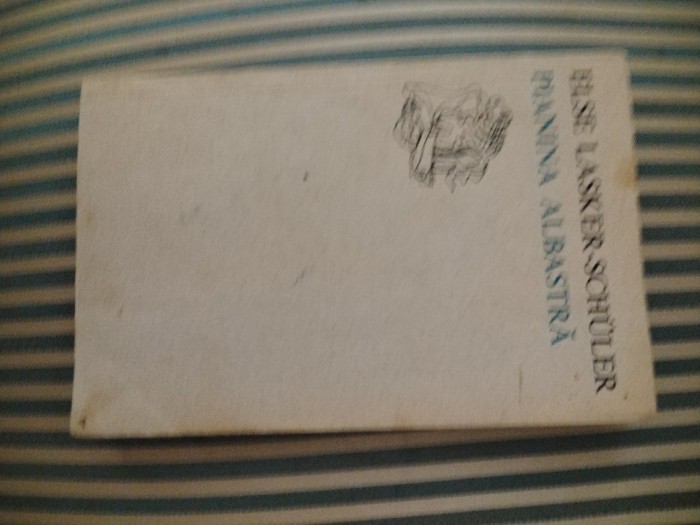 ELSE LASKER-SCHÜLER
PIANINA ALBASTRĂ